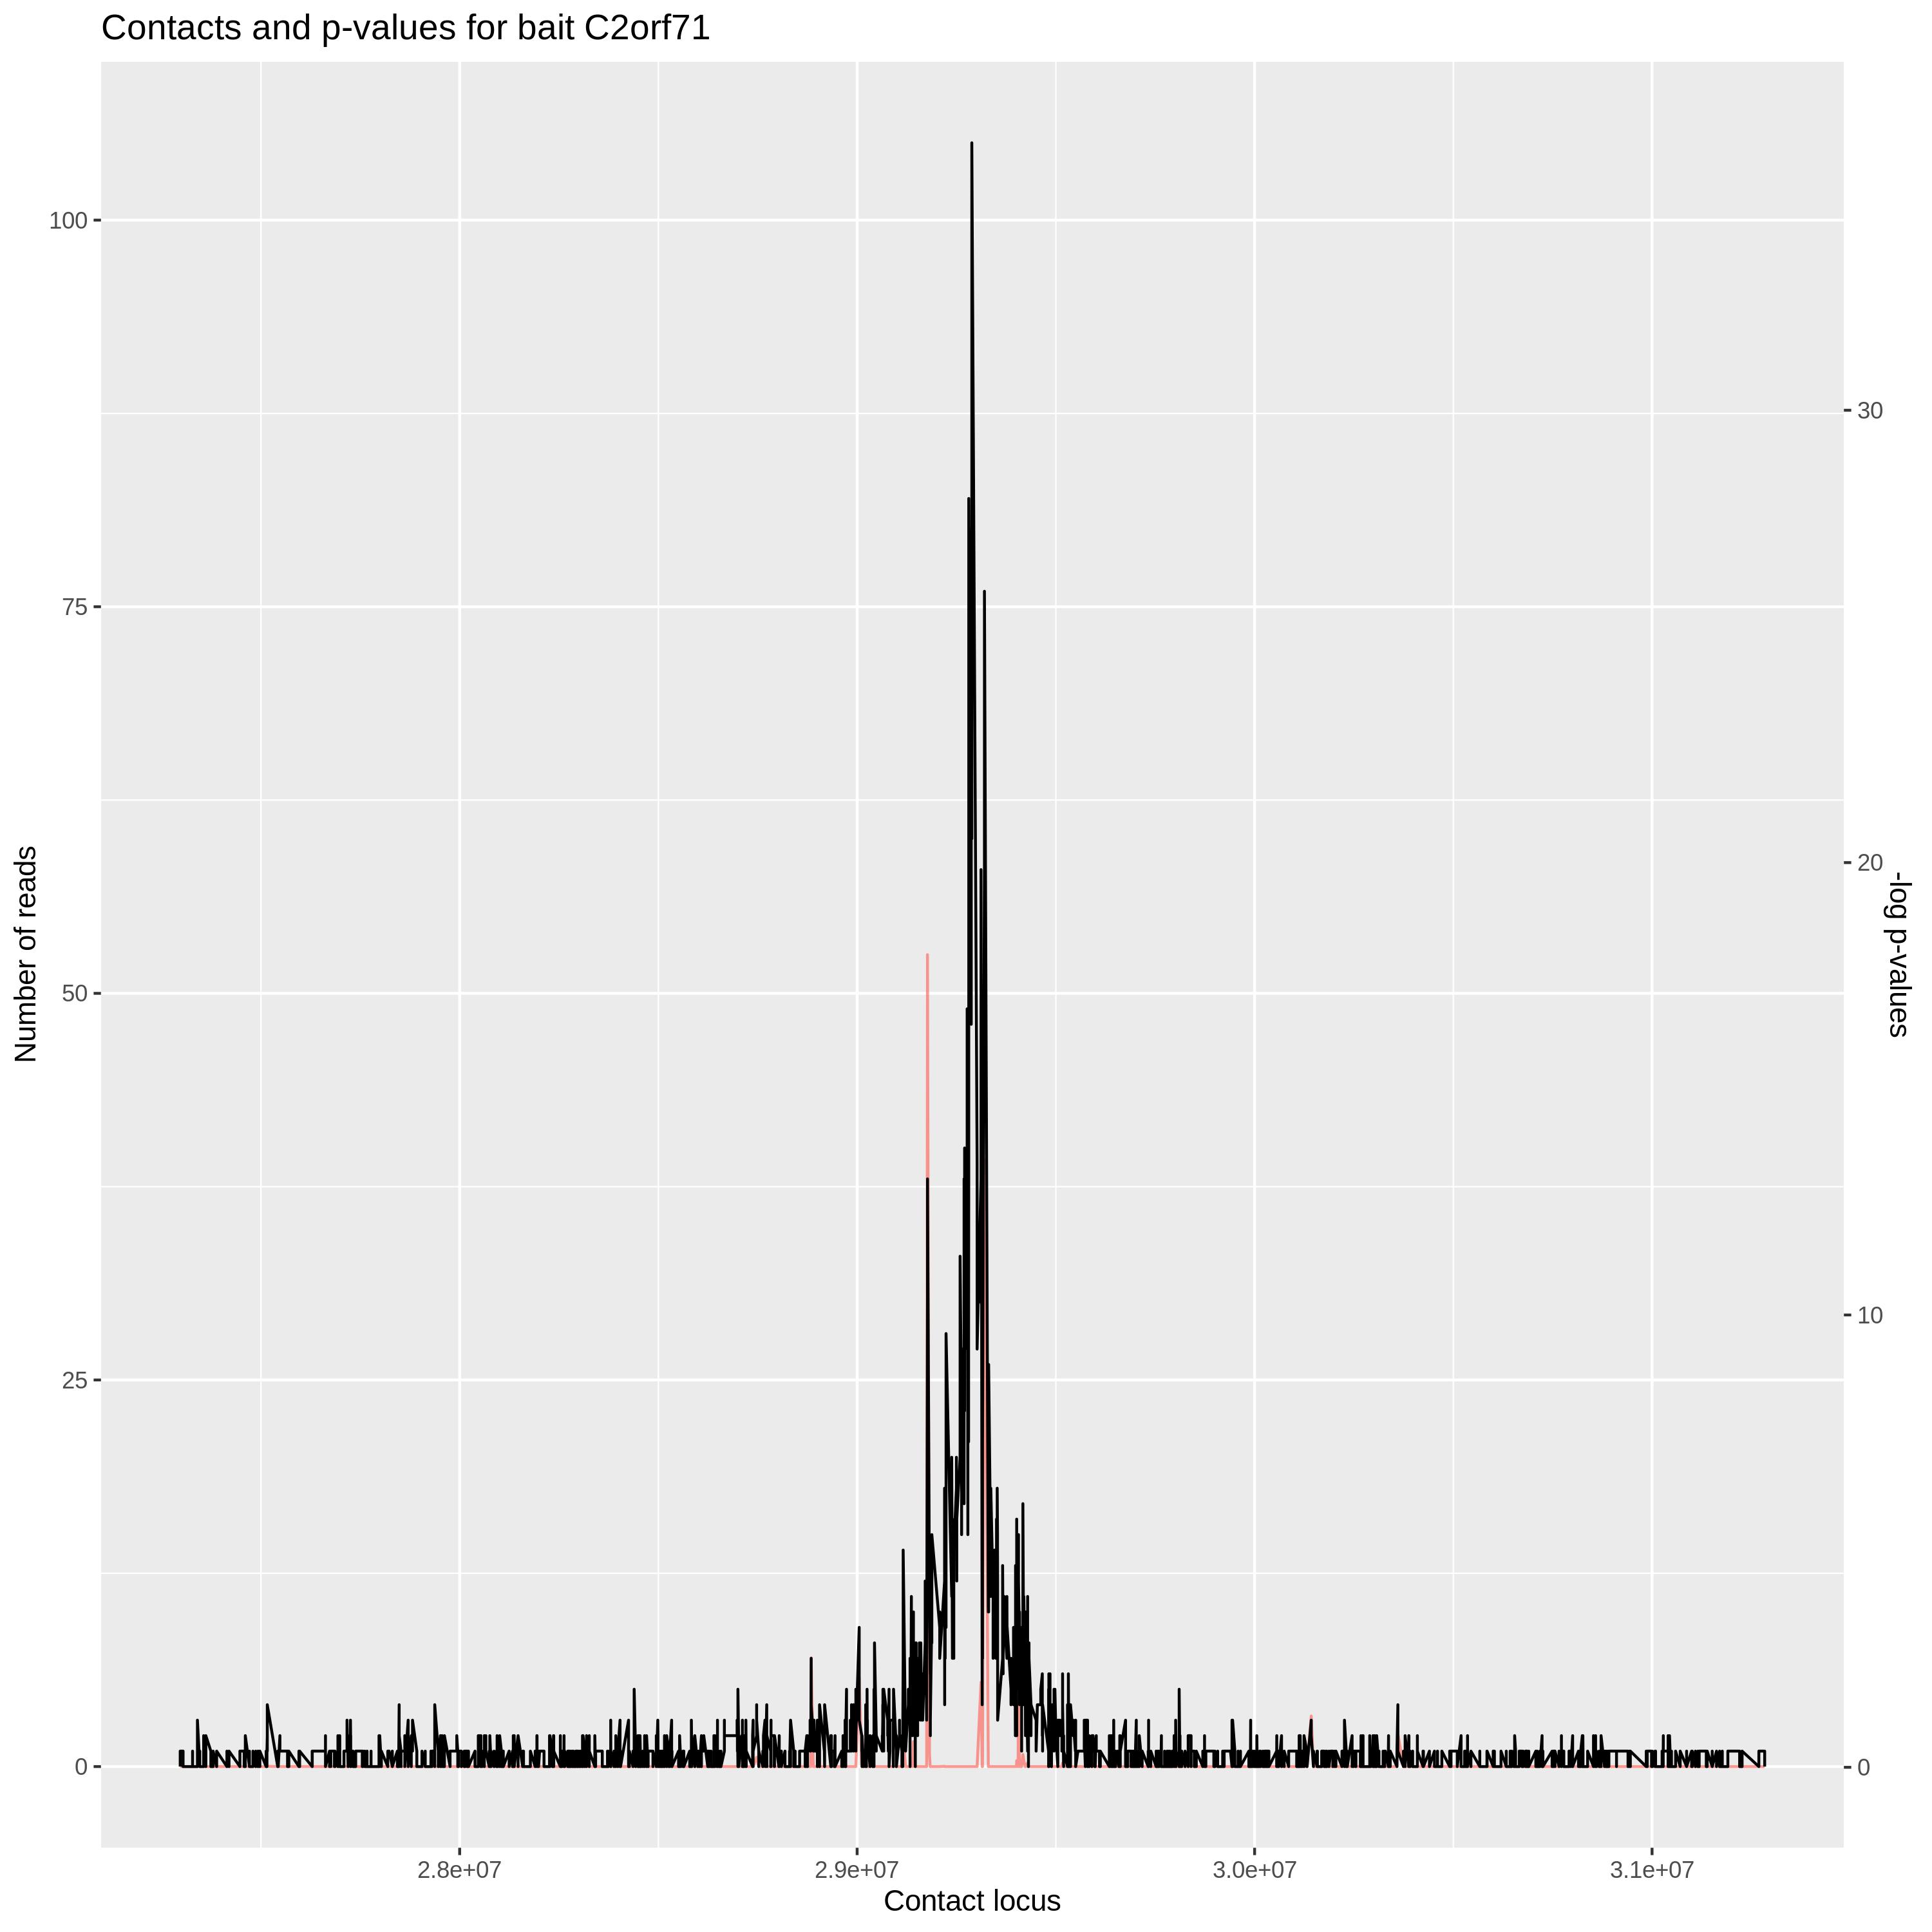 Contacts and p-values for bait C2orf71
100
75
50
25
0
Number of reads
30
20
10
0
-log p-values
2.8e+07
2.9e+07
3.0e+07
3.1e+07
Contact locus